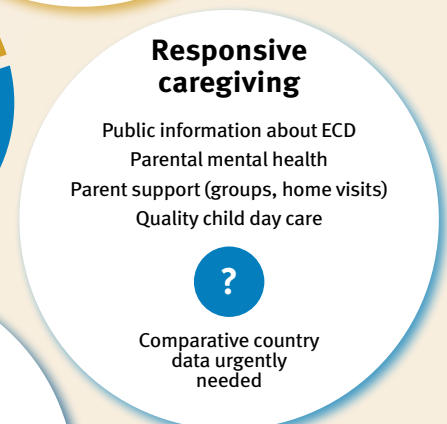 Responsive
caregiving
Public information about ECD
Parental mental health
Parent support (groups, home visits)
Quality child day care
?
Comparative country
data urgently
needed